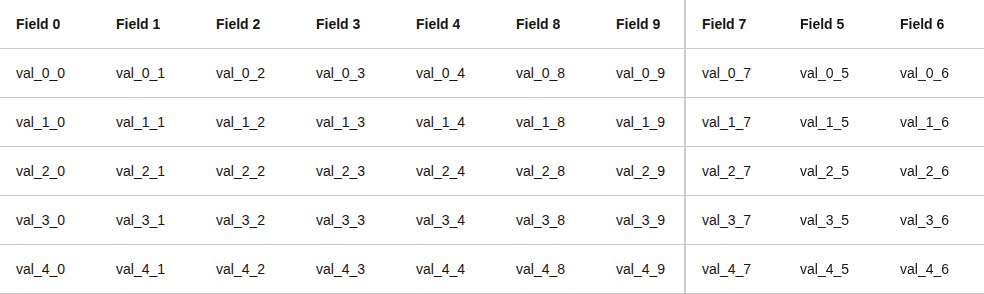 Field 0 Field 1 Field 2 Field 3 Field 4 Field 8 Field 9 Field 7 Field 5 Field 6
val_0_0 val_0_1 val_0_2 val_0_3 val_0_4 val_0_8 val_0_9 val_0_7 val_0_5 val_0_6
val_1_0 val_1_1 val_1_2 val_1_3 val_1_4 val_1_8 val_1_9 val_1_7 val_1_5 val_1_6
val_2_0 val_2_1 val_2_2 val_2_3 val_2_4 val_2_8 val_2_9 val_2_7 val_2_5 val_2_6
val_3_0 val_3_1 val_3_2 val_3_3 val_3_4 val_3_8 val_3_9 val_3_7 val_3_5 val_3_6
val_4_0 val_4_1 val_4_2 val_4_3 val_4_4 val_4_8 val_4_9 val_4_7 val_4_5 val_4_6